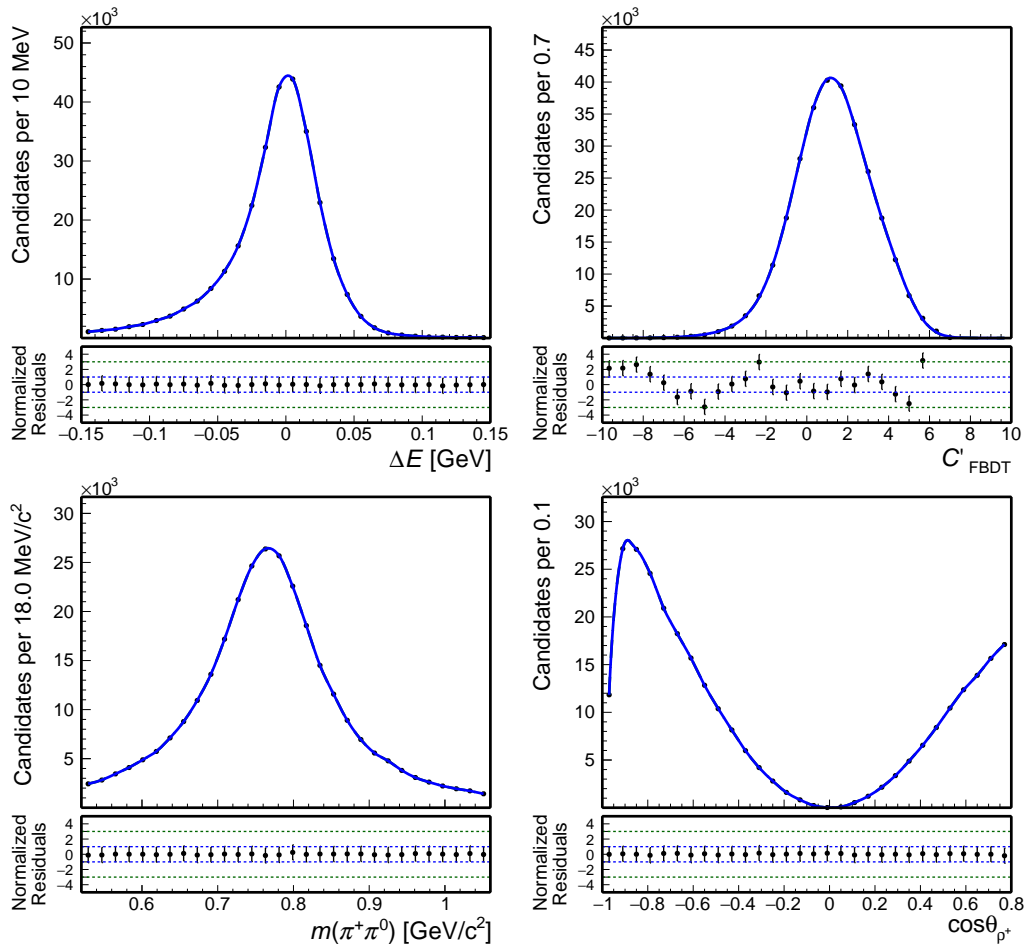 ×10³
Candidates per 10 MeV
50
40
30
20
10
Normalized
Residuals
4
2
0
−2
−4
−0.15 −0.1 −0.05 0 0.05 0.1 0.15
ΔE [GeV]
×10³
Candidates per 0.7
45
40
35
30
25
20
15
10
5
Normalized
Residuals
4
2
0
−2
−4
−10 −8 −6 −4 −2 0 2 4 6 8 10
C'FBDT
×10³
Candidates per 18.0 MeV/c²
30
25
20
15
10
5
Normalized
Residuals
4
2
0
−2
−4
0.6 0.7 0.8 0.9 1
m(π⁺π⁰) [GeV/c²]
×10³
Candidates per 0.1
30
25
20
15
10
5
Normalized
Residuals
4
2
0
−2
−4
−1 −0.8 −0.6 −0.4 −0.2 0 0.2 0.4 0.6 0.8
cosθρ⁺